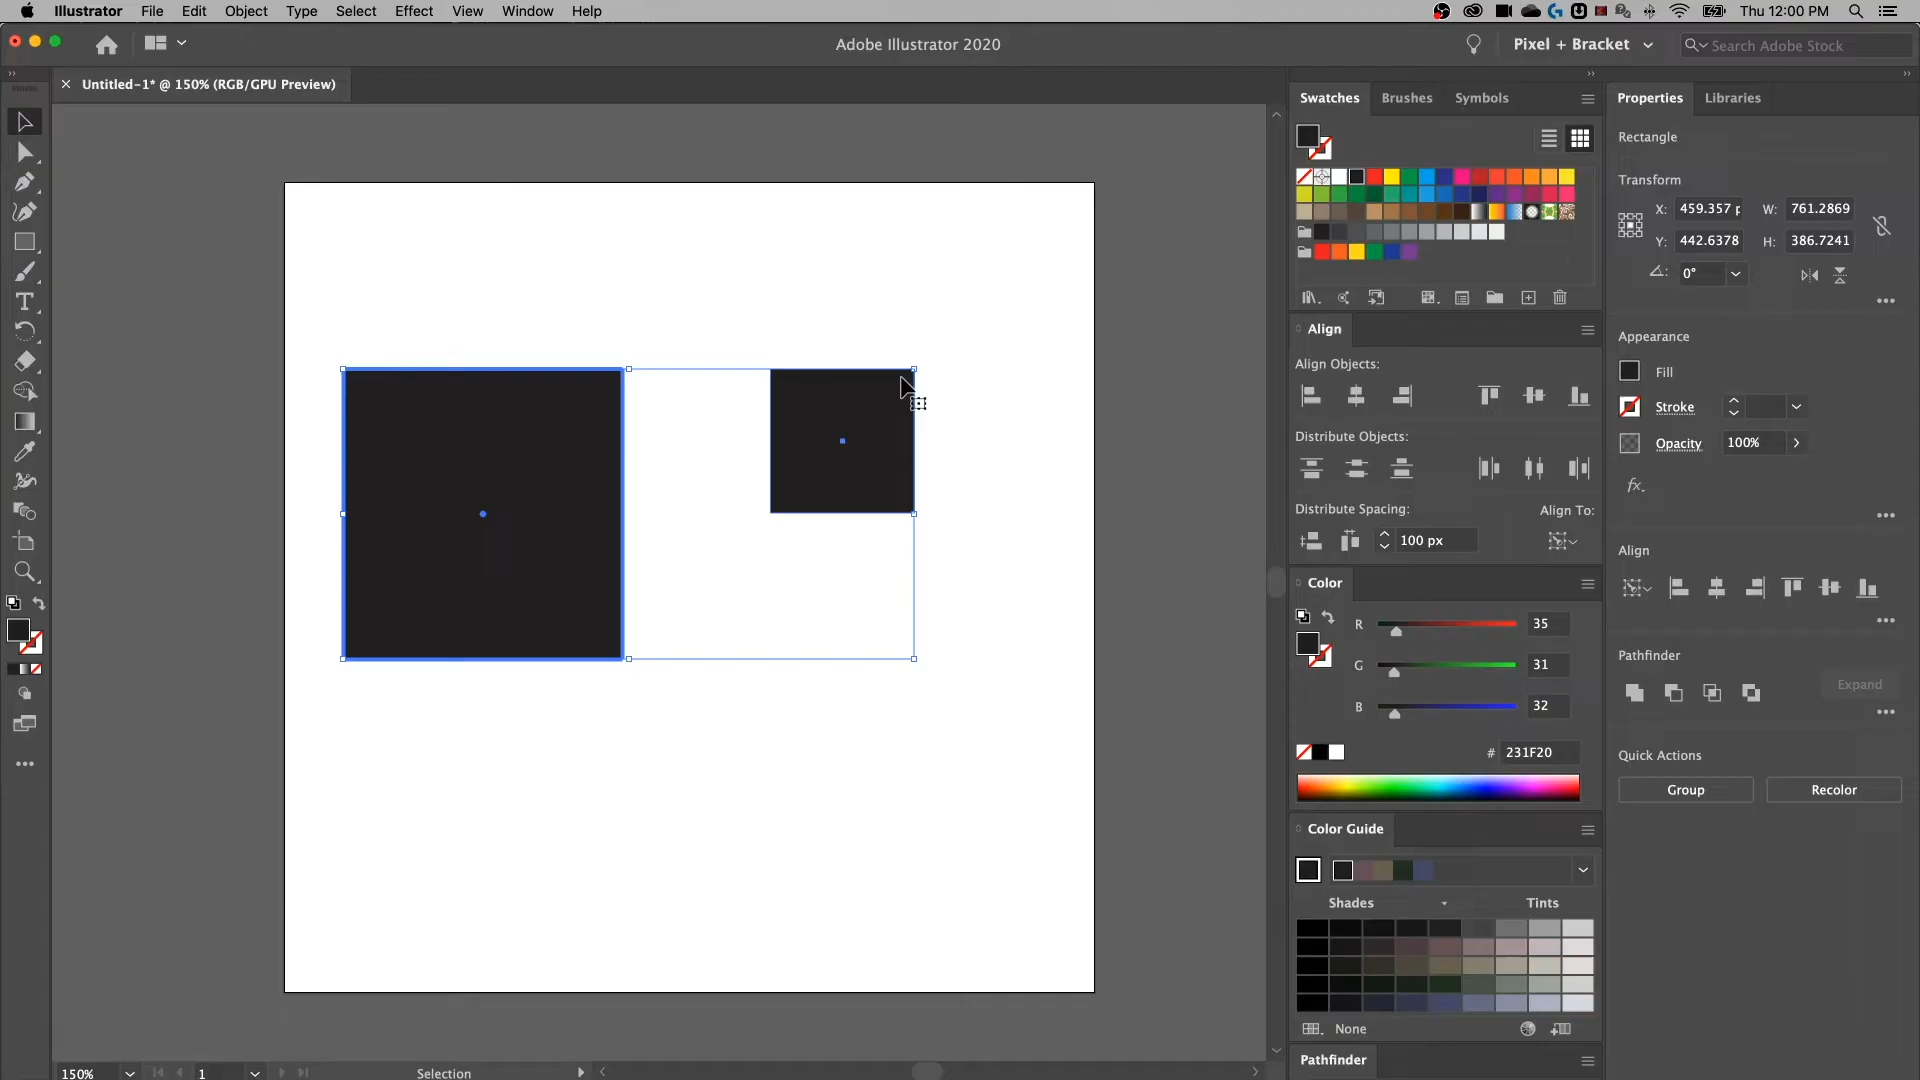 Illustrator File Edit Object Type Select Effect View Window Help Thu 12:00 PM
Adobe Illustrator 2020 Pixel + Bracket Search Adobe Stock
Untitled-1* @ 150% (RGB/GPU Preview)
Swatches Brushes Symbols
Align
Align Objects:
Distribute Objects:
Distribute Spacing: Align To:
100 px
Color
R 35
G 31
B 32
# 231F20
Color Guide
Shades Tints
None
Pathfinder
Properties Libraries
Rectangle
Transform
X: 459.357 p W: 761.2869
Y: 442.6378 H: 386.7241
0°
Appearance
Fill
Stroke
Opacity 100%
fx.
Align
Pathfinder
Expand
Quick Actions
Group Recolor
150% 1 Selection